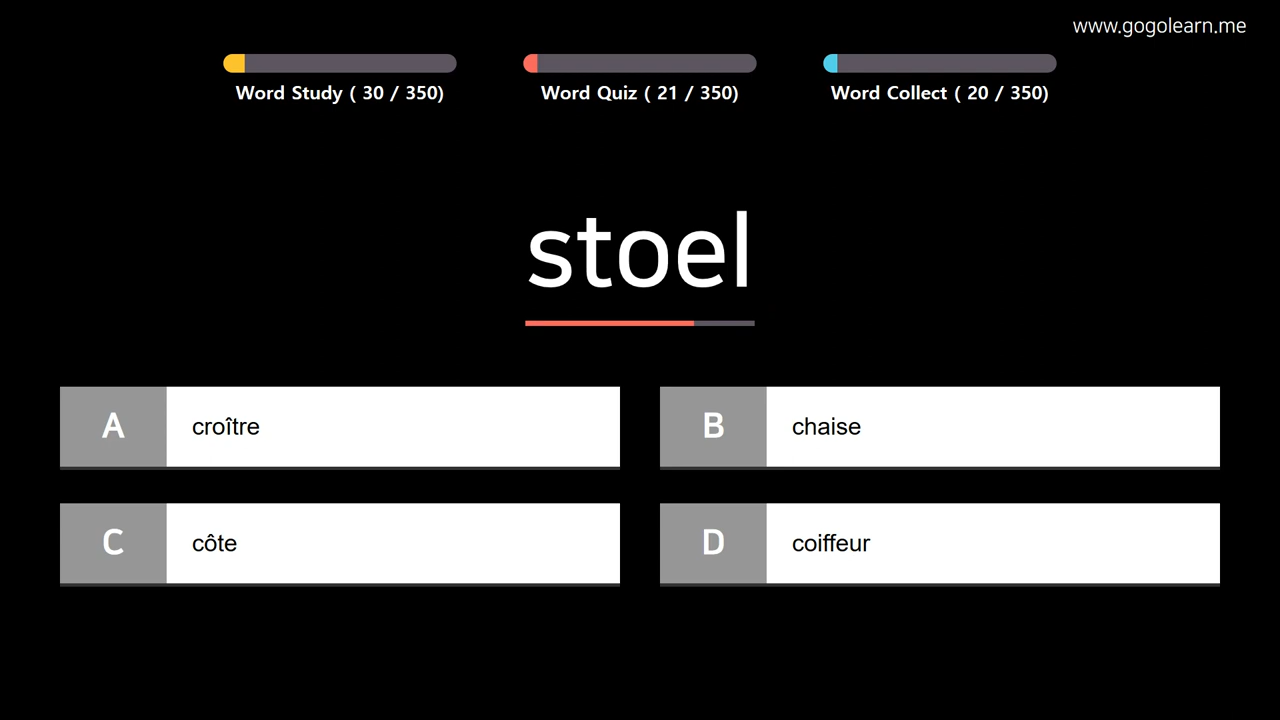 www.gogolearn.me
Word Study ( 30 / 350)
Word Quiz ( 21 / 350)
Word Collect ( 20 / 350)
stoel
A croître
B chaise
C côte
D coiffeur